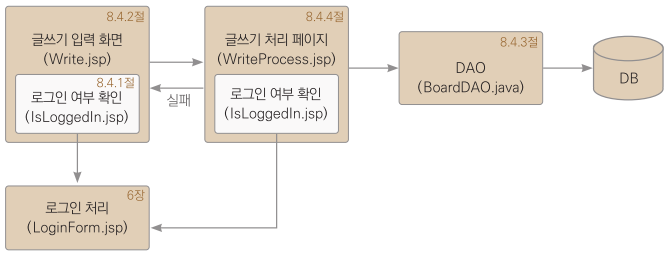 8.4.2절
글쓰기 입력 화면
(Write.jsp)
8.4.1절
로그인 여부 확인
(IsLoggedIn.jsp)
8.4.4절
글쓰기 처리 페이지
(WriteProcess.jsp)
로그인 여부 확인
(IsLoggedIn.jsp)
실패
8.4.3절
DAO
(BoardDAO.java)
DB
6장
로그인 처리
(LoginForm.jsp)